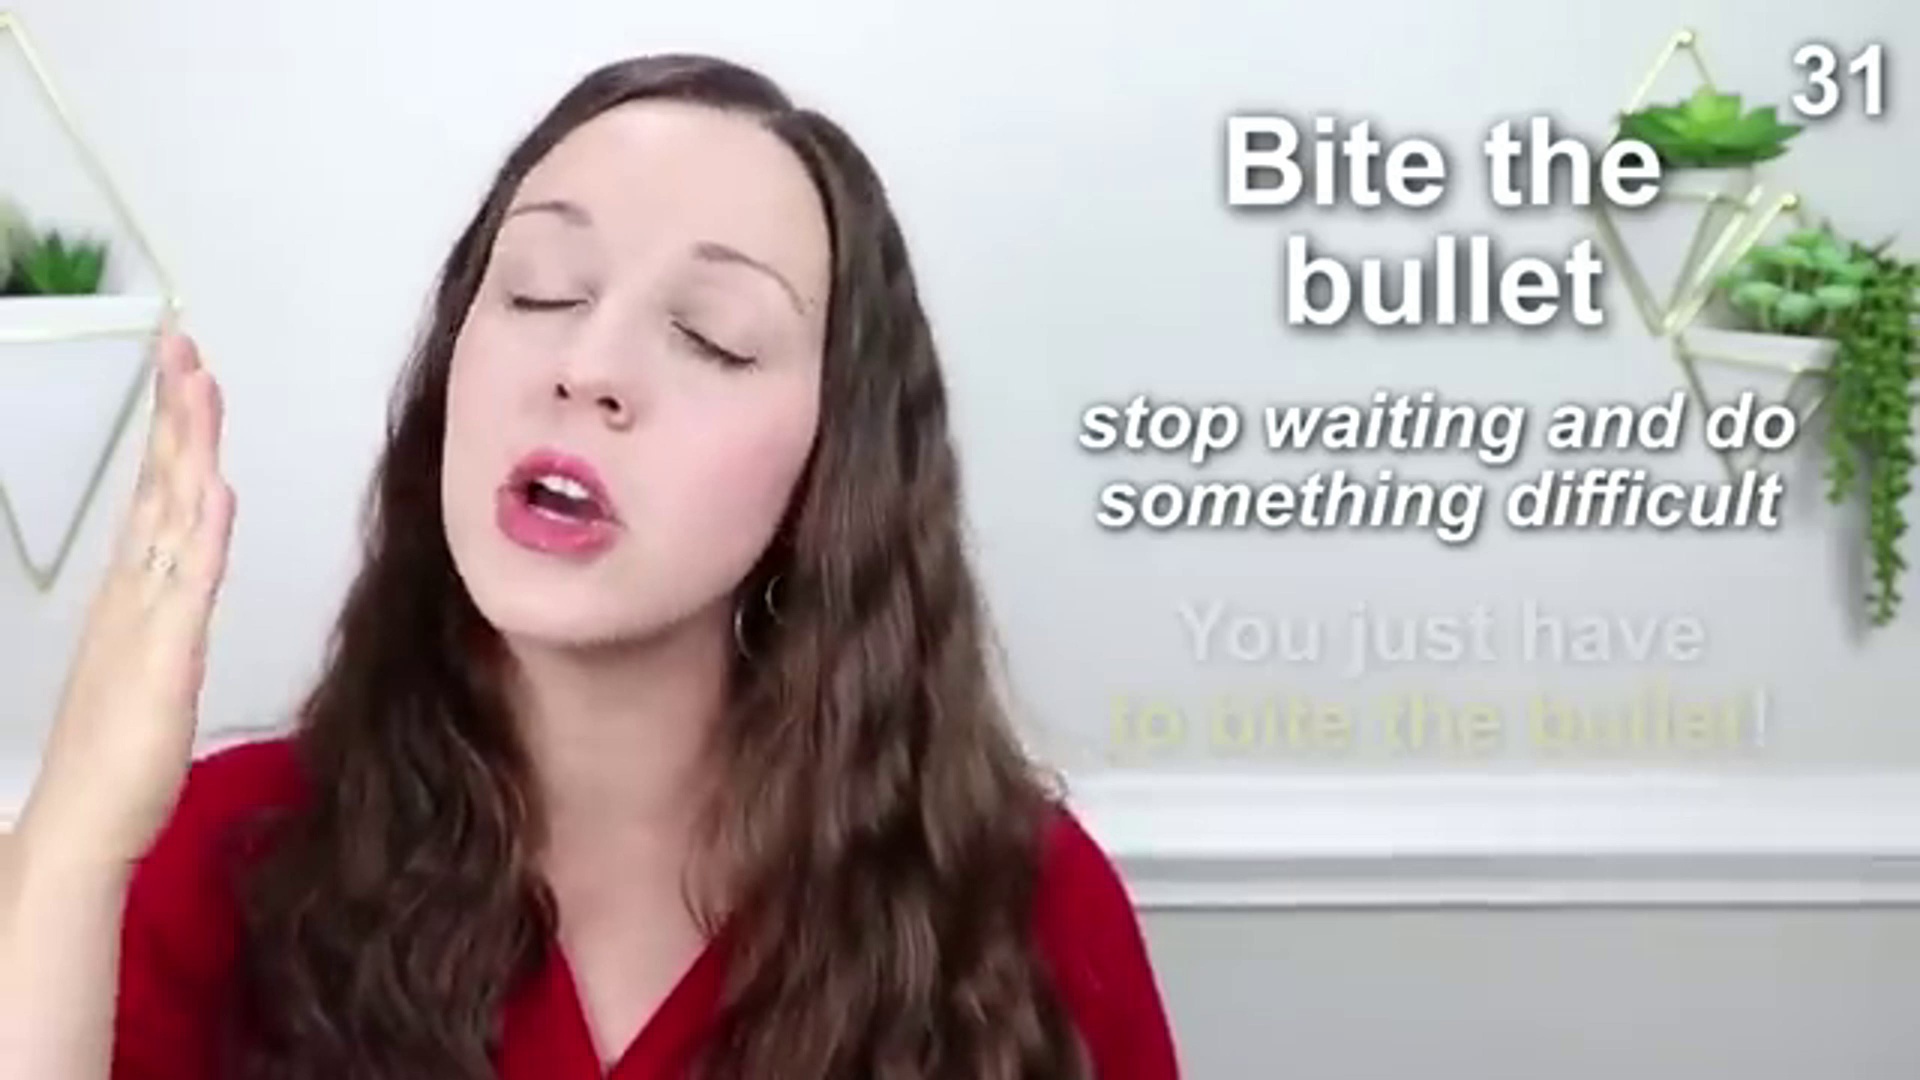 31
Bite the
bullet
stop waiting and do
something difficult
You just have
to bite the bullet!